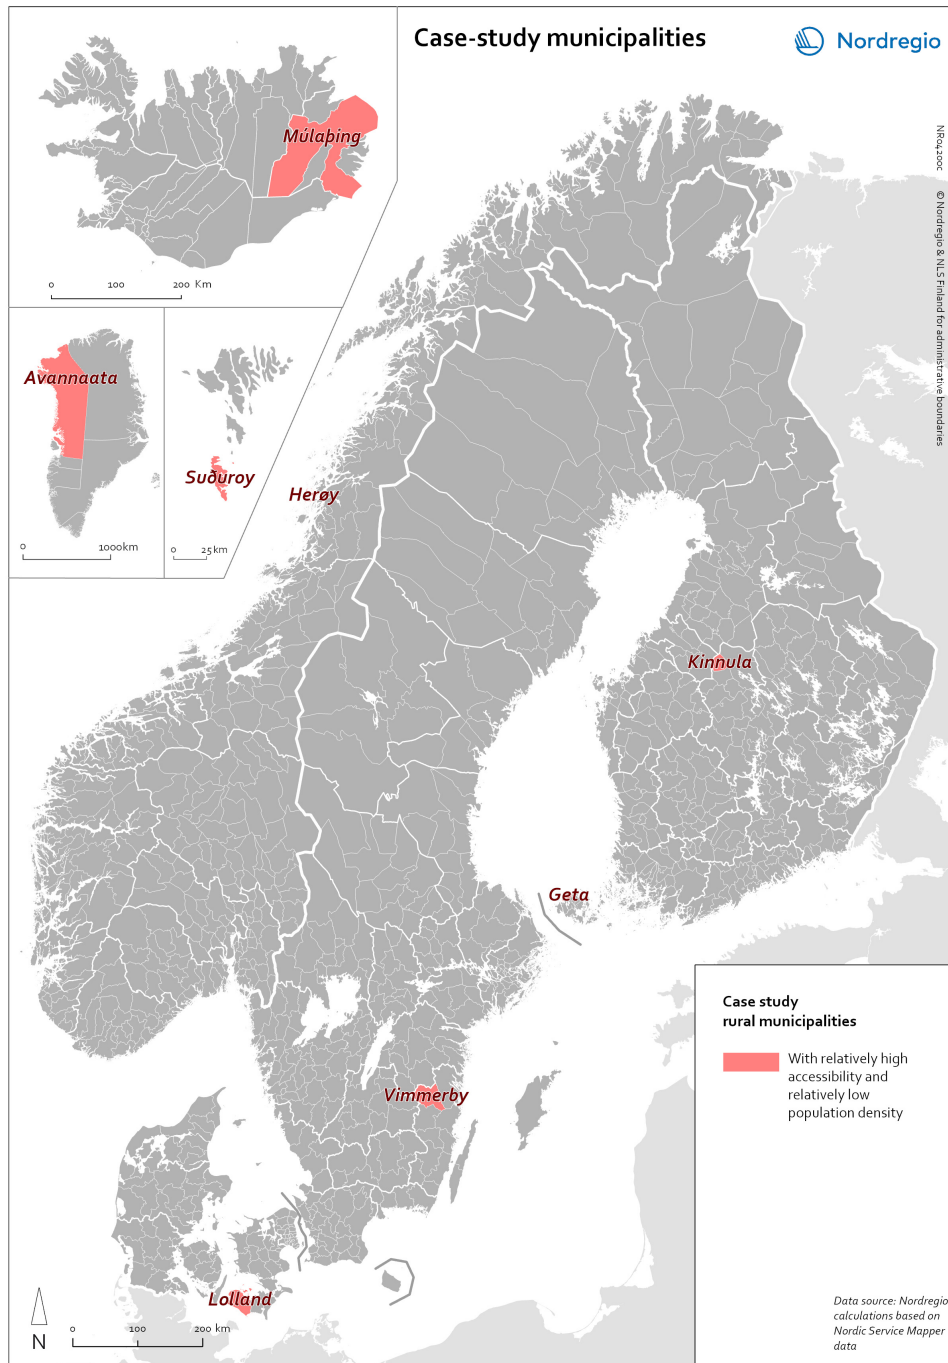 Case-study municipalities
Nordregio
NR04200c © Nordregio & NLS Finland for administrative boundaries
Múlaþing
0 100 200 Km
Avannaata
0 1000km
Suðuroy
0 25km
Herøy
Kinnula
Geta
Vimmerby
Lolland
Case study
rural municipalities
With relatively high
accessibility and
relatively low
population density
N
0 100 200 km
Data source: Nordregio
calculations based on
Nordic Service Mapper
data